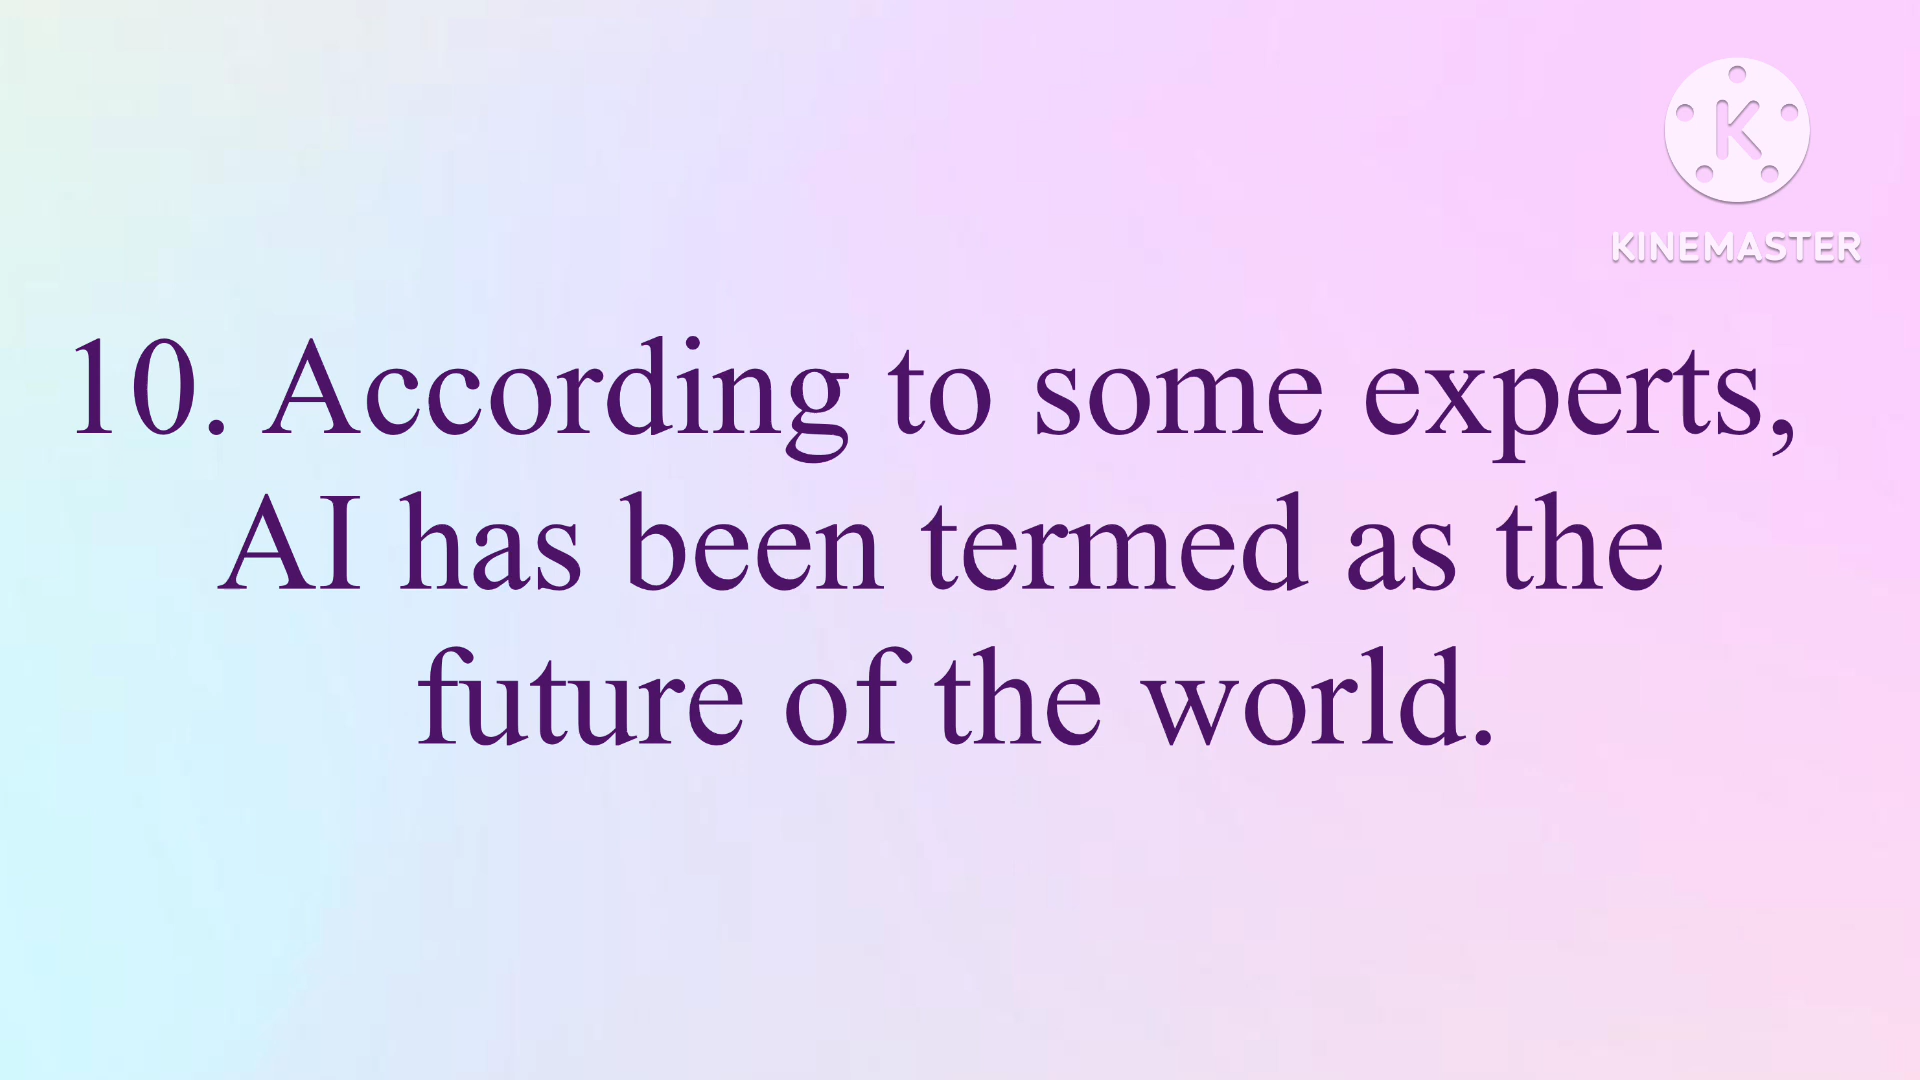 K
KINEMASTER
10. According to some experts,
AI has been termed as the
future of the world.